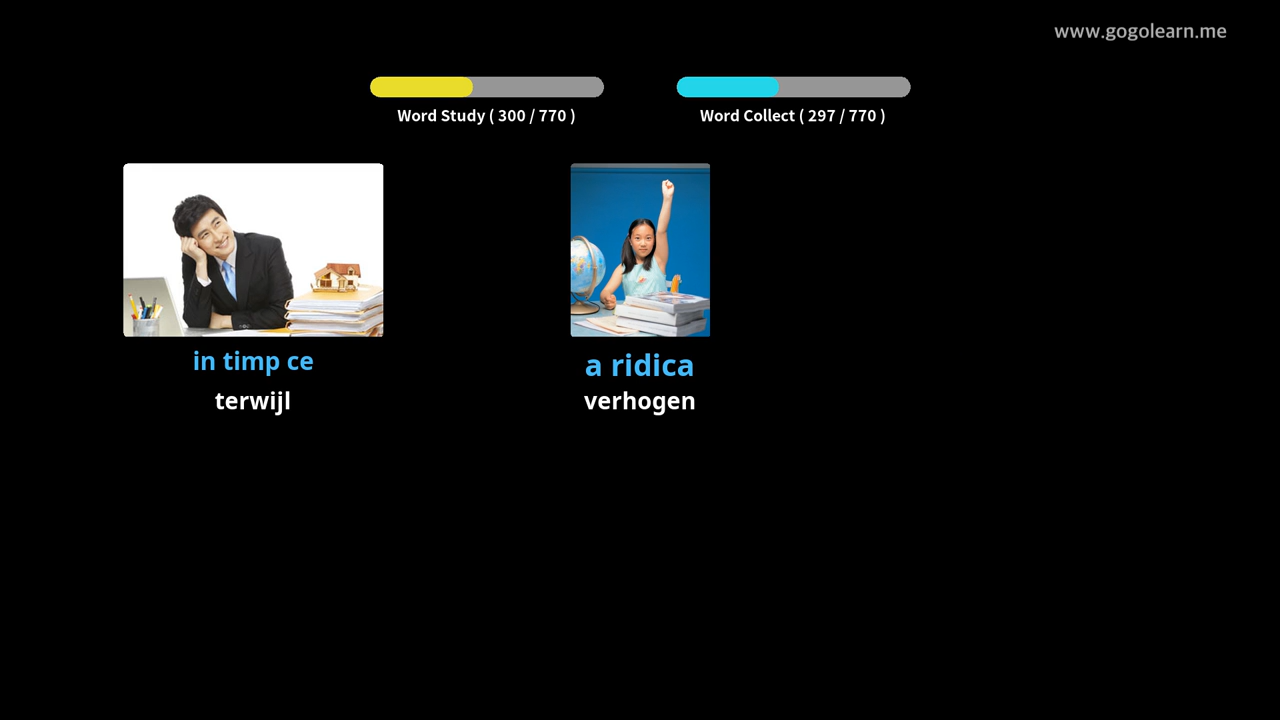 www.gogolearn.me
Word Study ( 300 / 770 )
Word Collect ( 297 / 770 )
in timp ce
terwijl
a ridica
verhogen